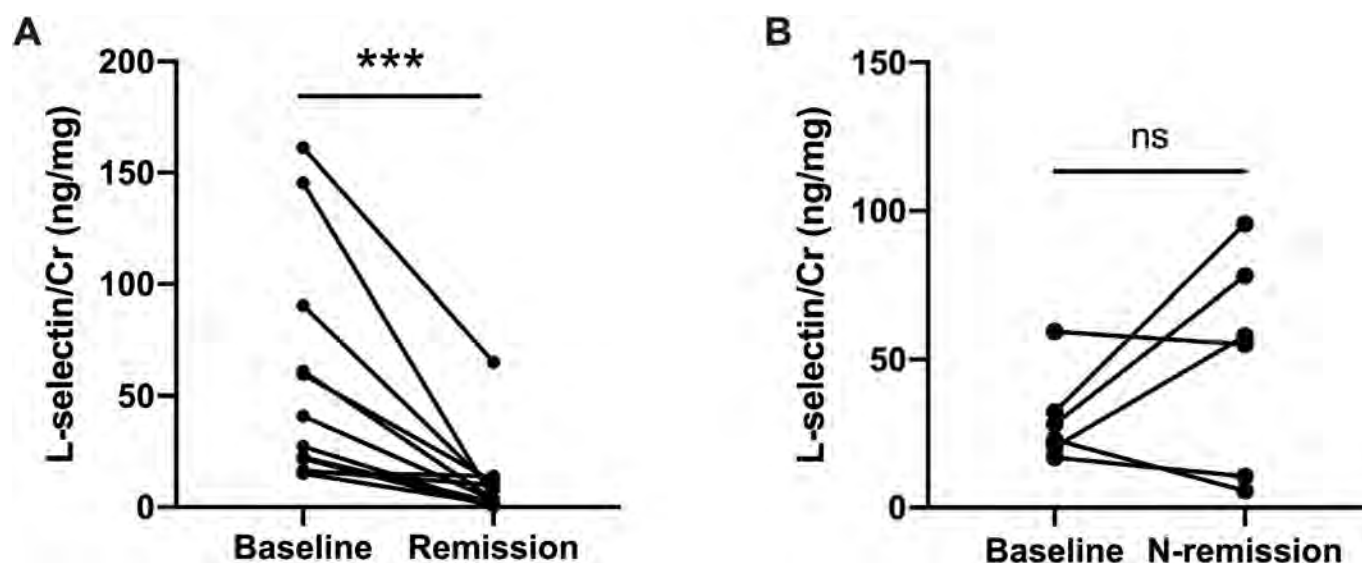 A
L-selectin/Cr (ng/mg)
200
150
100
50
0
***
Baseline Remission
B
L-selectin/Cr (ng/mg)
150
100
50
0
ns
Baseline N-remission